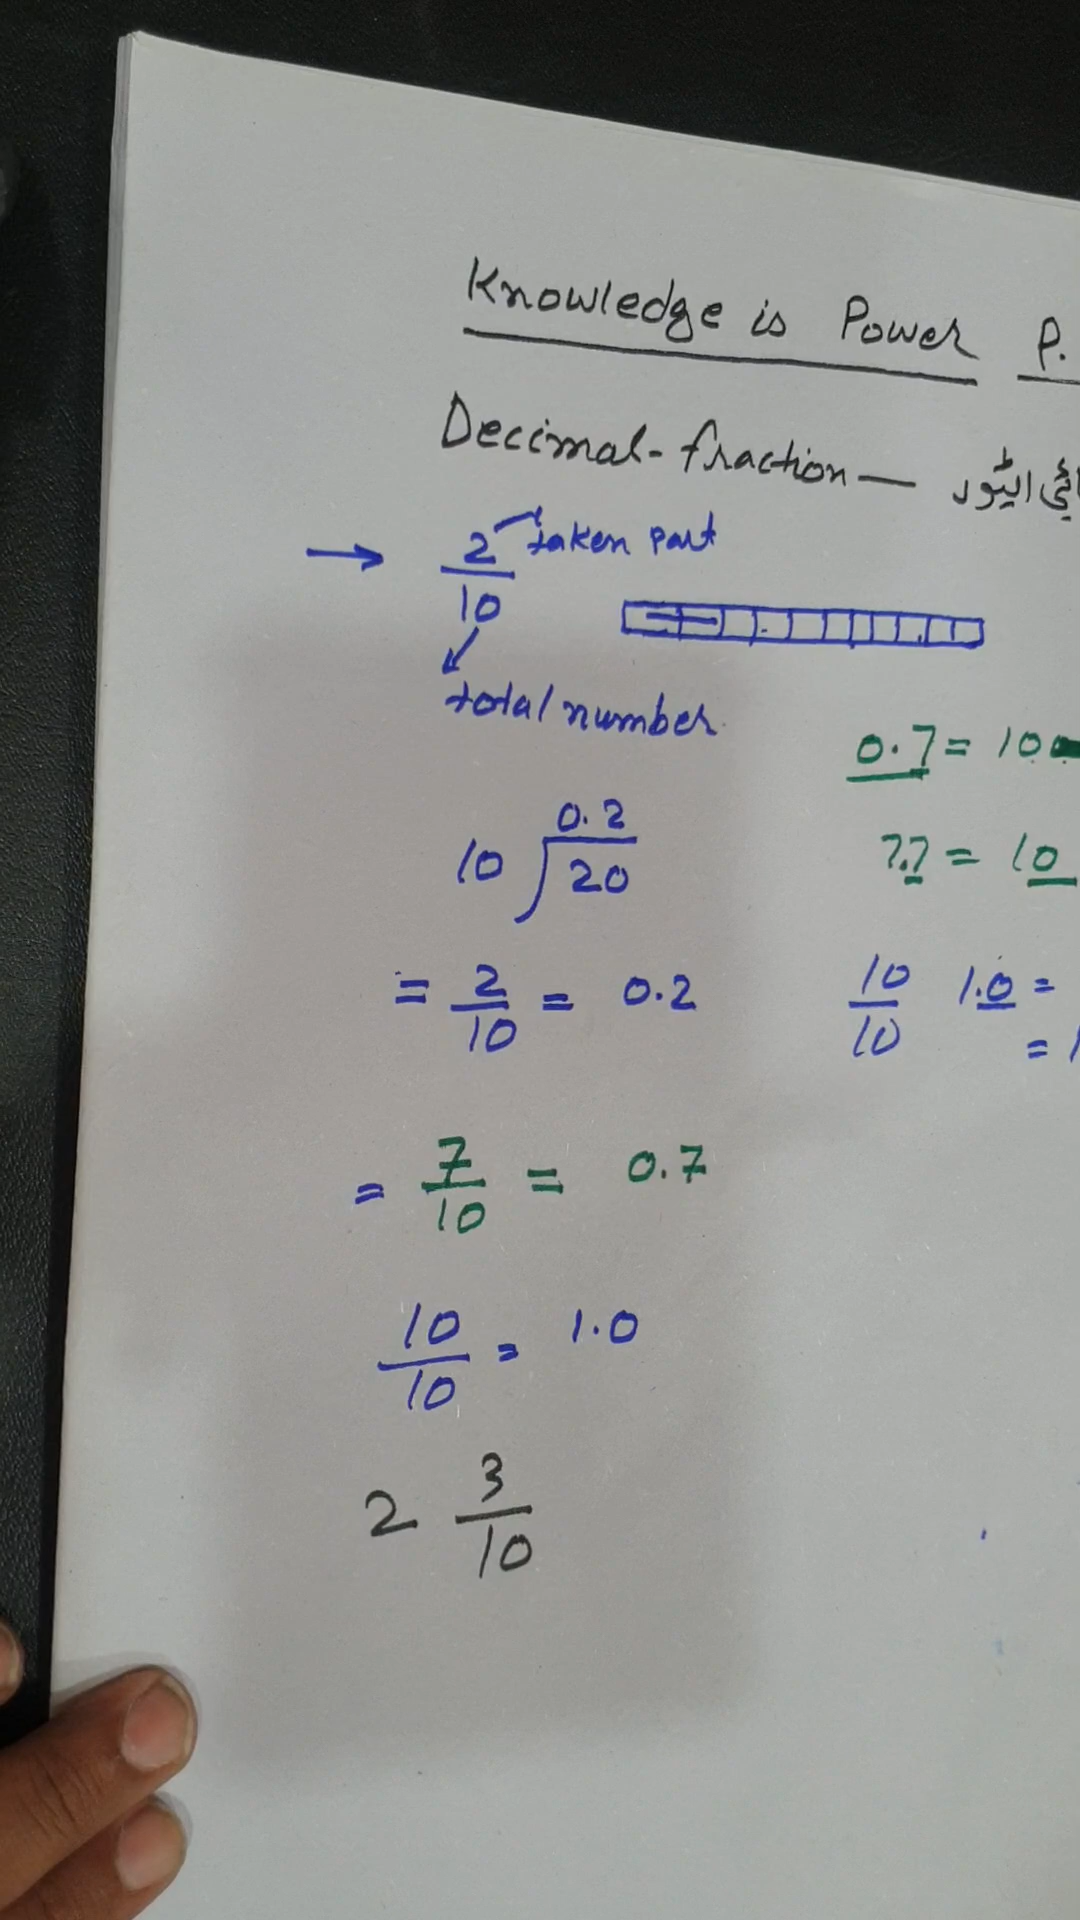 Knowledge is Power P.
Decimal-fraction —
→ 2/10 taken part
total number
0.7 = 10
10 ) 20 0.2
7.7 = 10
= 2/10 = 0.2
10/10 1.0 =
=
= 7/10 = 0.7
10/10 = 1.0
2 3/10